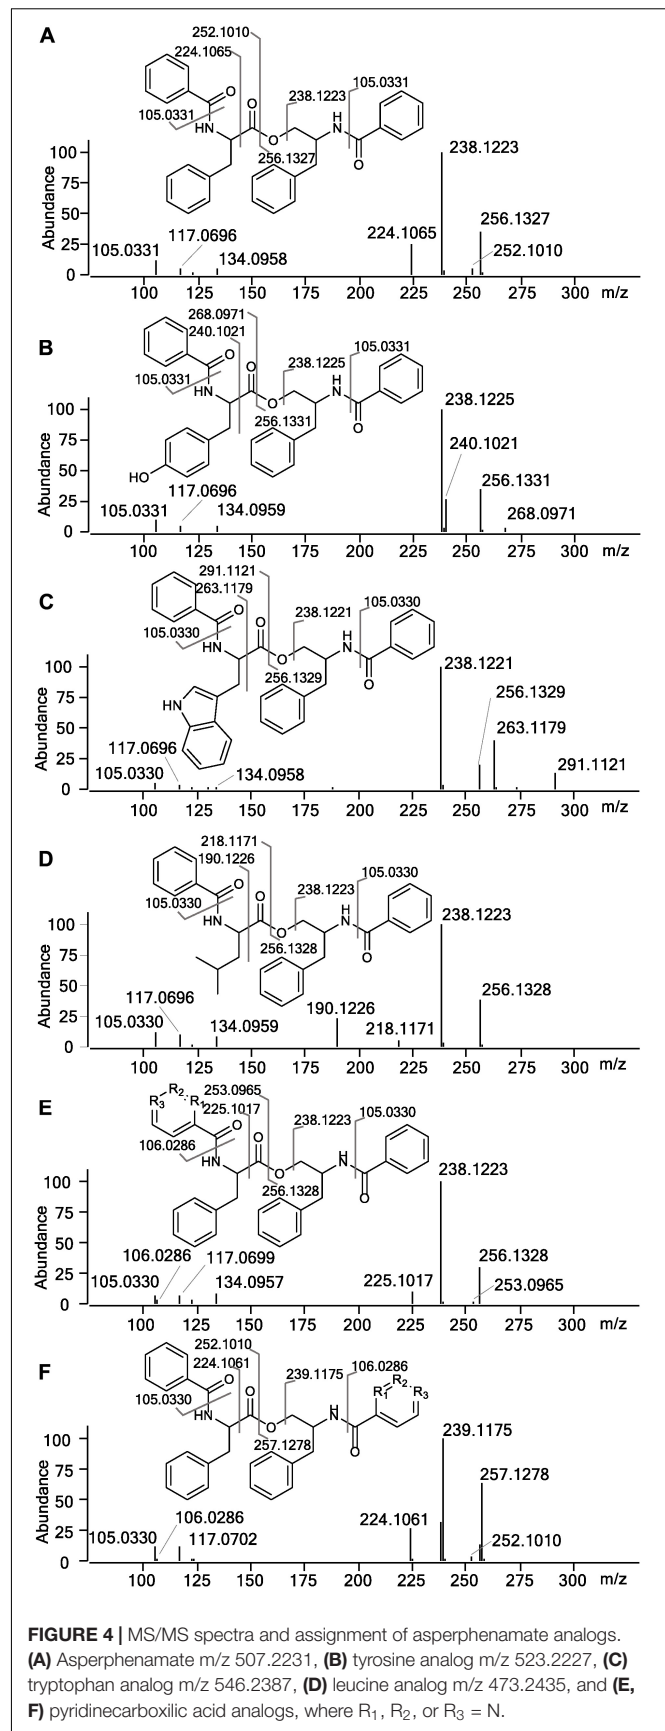 A
252.1010
224.1065
O
O
238.1223
105.0331
H
N
105.0331
HN
O
256.1327
O
Abundance
100
75
50
25
0
105.0331
117.0696
134.0958
224.1065
238.1223
256.1327
252.1010
100 125 150 175 200 225 250 275 300 m/z
B
268.0971
240.1021
O
O
238.1225
105.0331
H
N
105.0331
HN
O
256.1331
O
HO
Abundance
100
75
50
25
0
105.0331
117.0696
134.0959
238.1225
240.1021
256.1331
268.0971
100 125 150 175 200 225 250 275 300 m/z
C
291.1121
263.1179
O
O
238.1221
105.0330
H
N
105.0330
HN
O
256.1329
O
HN
Abundance
100
75
50
25
0
117.0696
105.0330
134.0958
238.1221
256.1329
263.1179
291.1121
100 125 150 175 200 225 250 275 300 m/z
D
218.1171
190.1226
O
O
238.1223
105.0330
H
N
105.0330
HN
O
256.1328
O
Abundance
100
75
50
25
0
117.0696
105.0330
134.0959
190.1226
218.1171
238.1223
256.1328
100 125 150 175 200 225 250 275 300 m/z
E
R3 R2 R1
253.0965
225.1017
O
O
238.1223
105.0330
H
N
106.0286
HN
O
256.1328
O
Abundance
100
75
50
25
0
106.0286
105.0330
117.0699
134.0957
225.1017
238.1223
256.1328
253.0965
100 125 150 175 200 225 250 275 300 m/z
F
252.1010
224.1061
O
O
239.1175
106.0286
R1 R2 R3
H
N
105.0330
HN
O
257.1278
O
Abundance
100
75
50
25
0
105.0330
106.0286
117.0702
224.1061
239.1175
257.1278
252.1010
100 125 150 175 200 225 250 275 300 m/z
FIGURE 4 | MS/MS spectra and assignment of asperphenamate analogs.
(A) Asperphenamate m/z 507.2231, (B) tyrosine analog m/z 523.2227, (C)
tryptophan analog m/z 546.2387, (D) leucine analog m/z 473.2435, and (E,
F) pyridinecarboxilic acid analogs, where R1, R2, or R3 = N.